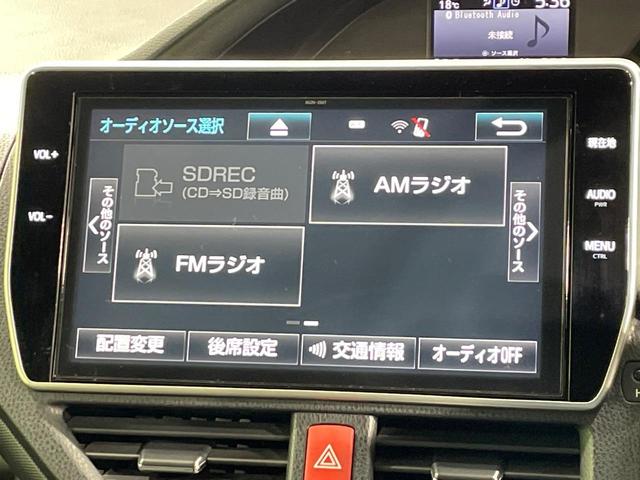 18℃
5:56
Bluetooth Audio
未接続
ソース選択
オーディオソース選択
VOL+
VOL−
SDREC
(CD⇒SD録音曲)
AMラジオ
FMラジオ
その他のソース
その他のソース
配置変更
後席設定
交通情報
オーディオOFF
現在地
AUDIO
PWR
MENU
CTRL